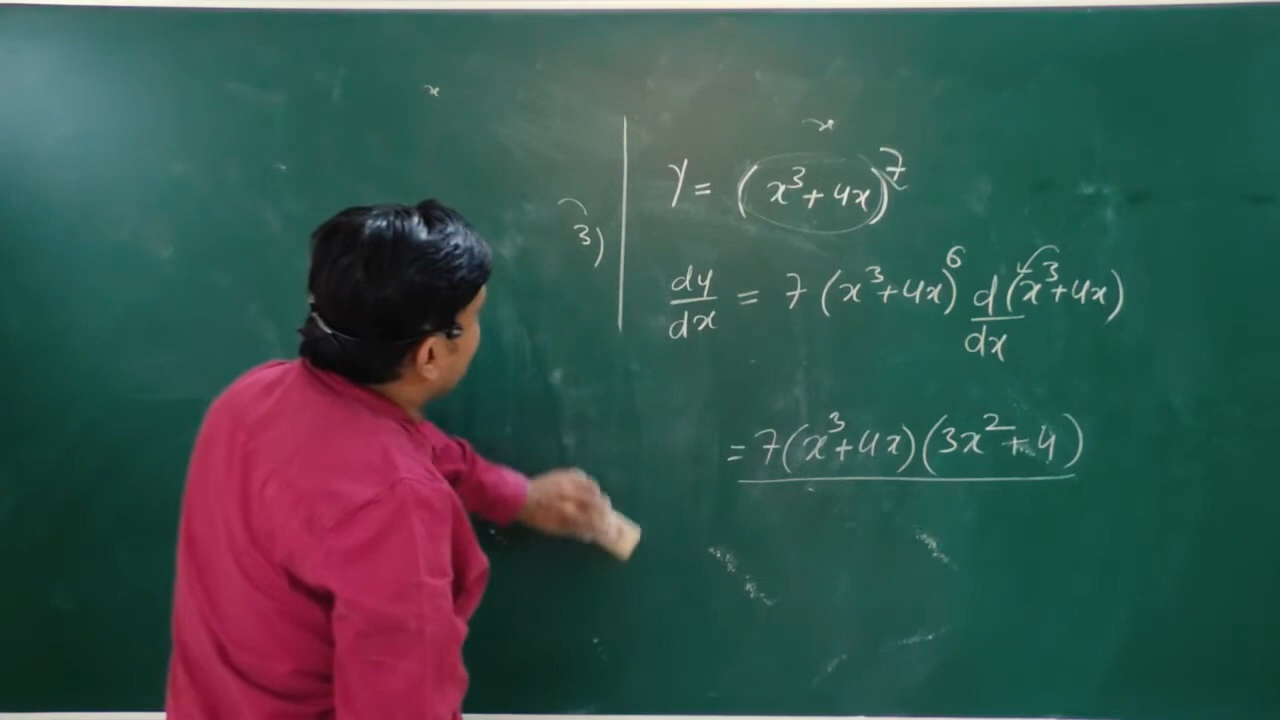 x
3)
x
y = (x³+4x)⁷
dy/dx = 7(x³+4x)⁶ d/dx (x³+4x)
= 7(x³+4x)(3x²+4)